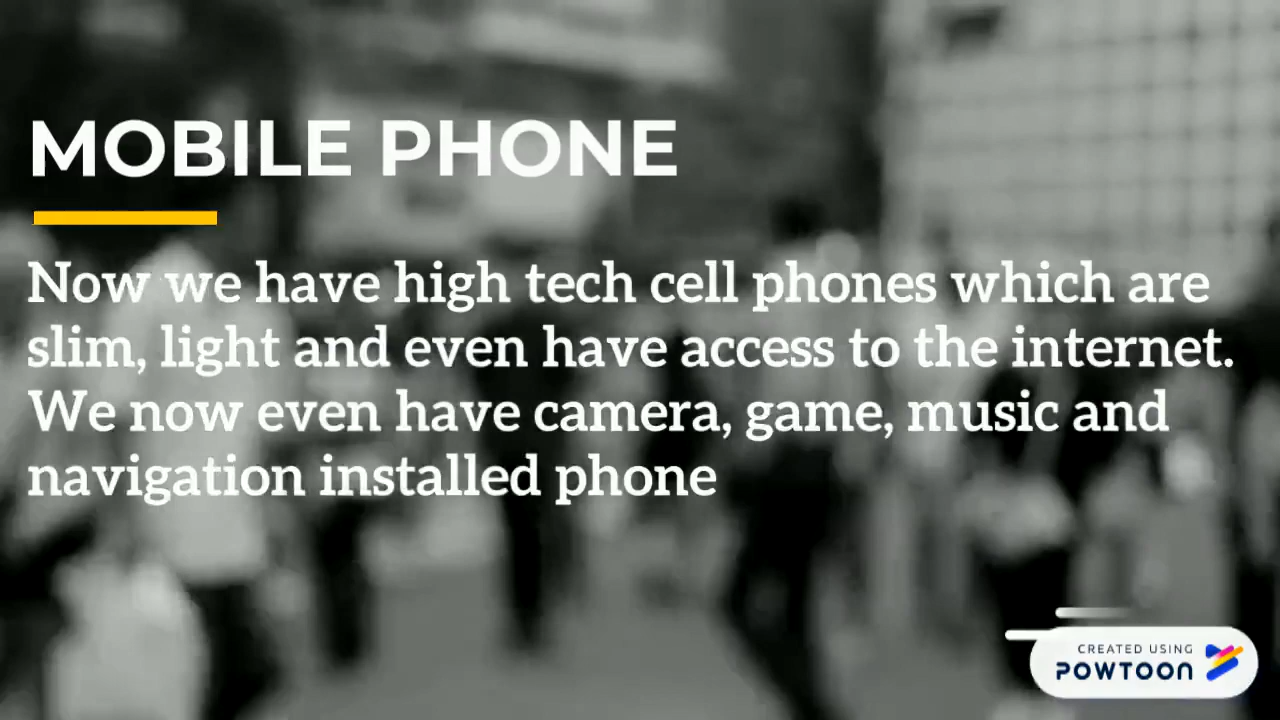 MOBILE PHONE
Now we have high tech cell phones which are
slim, light and even have access to the internet.
We now even have camera, game, music and
navigation installed phone
CREATED USING
POWTOON